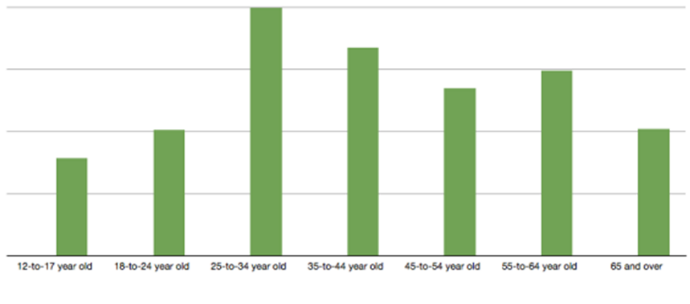 12-to-17 year old 18-to-24 year old 25-to-34 year old 35-to-44 year old 45-to-54 year old 55-to-64 year old 65 and over